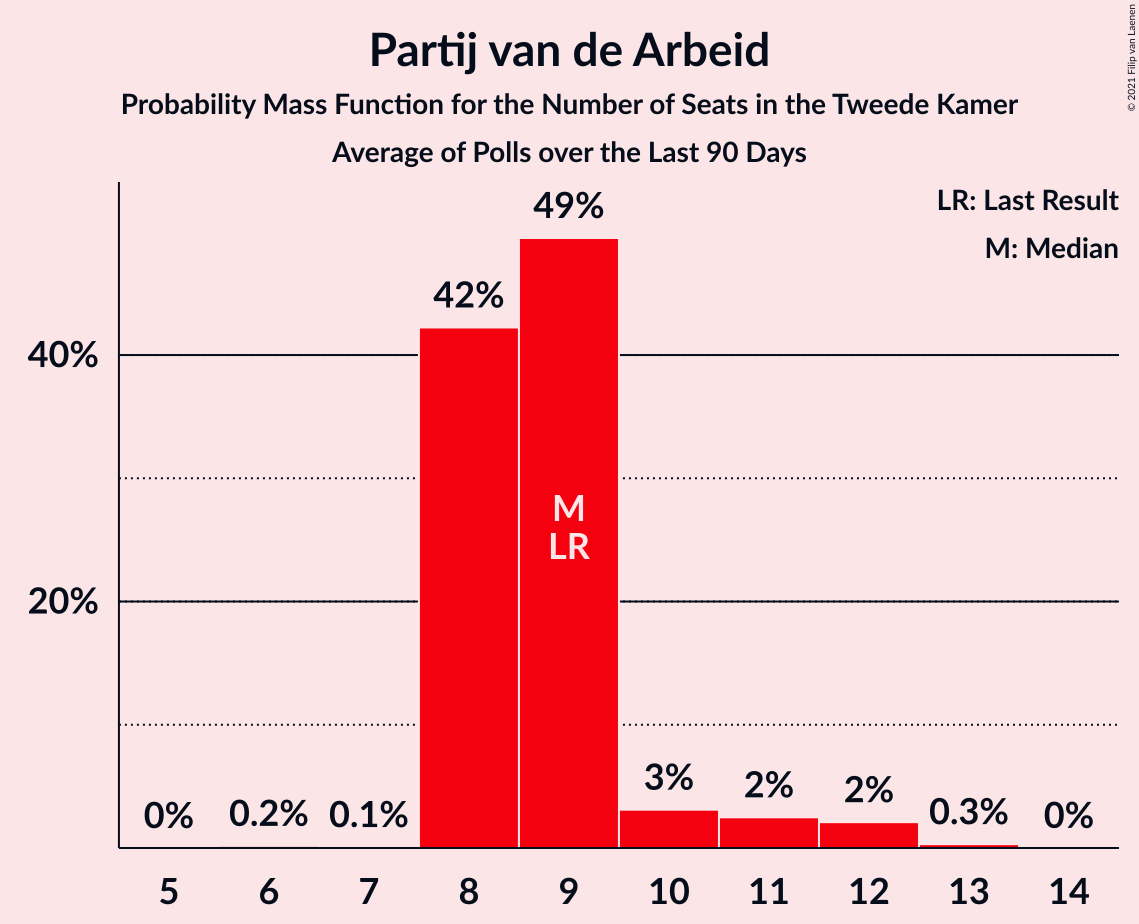 Partij van de Arbeid
Probability Mass Function for the Number of Seats in the Tweede Kamer
Average of Polls over the Last 90 Days
© 2021 Filip van Laenen
LR: Last Result
M: Median
49%
42%
40%
M
LR
20%
3%
2%
2%
0%
0.2%
0.1%
0.3%
0%
5 6 7 8 9 10 11 12 13 14